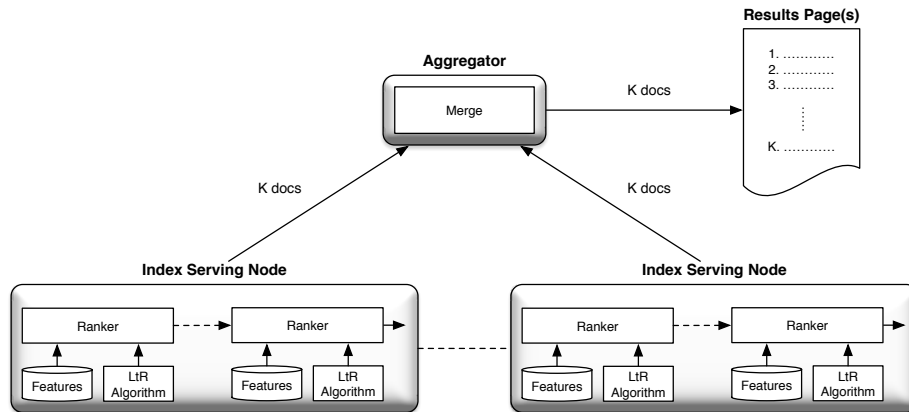 Results Page(s)
1. ............
2. ............
3. ............
K. ............
Aggregator
Merge
K docs
K docs
K docs
Index Serving Node
Index Serving Node
Ranker
Ranker
Ranker
Ranker
Features
LtR
Algorithm
Features
LtR
Algorithm
Features
LtR
Algorithm
Features
LtR
Algorithm